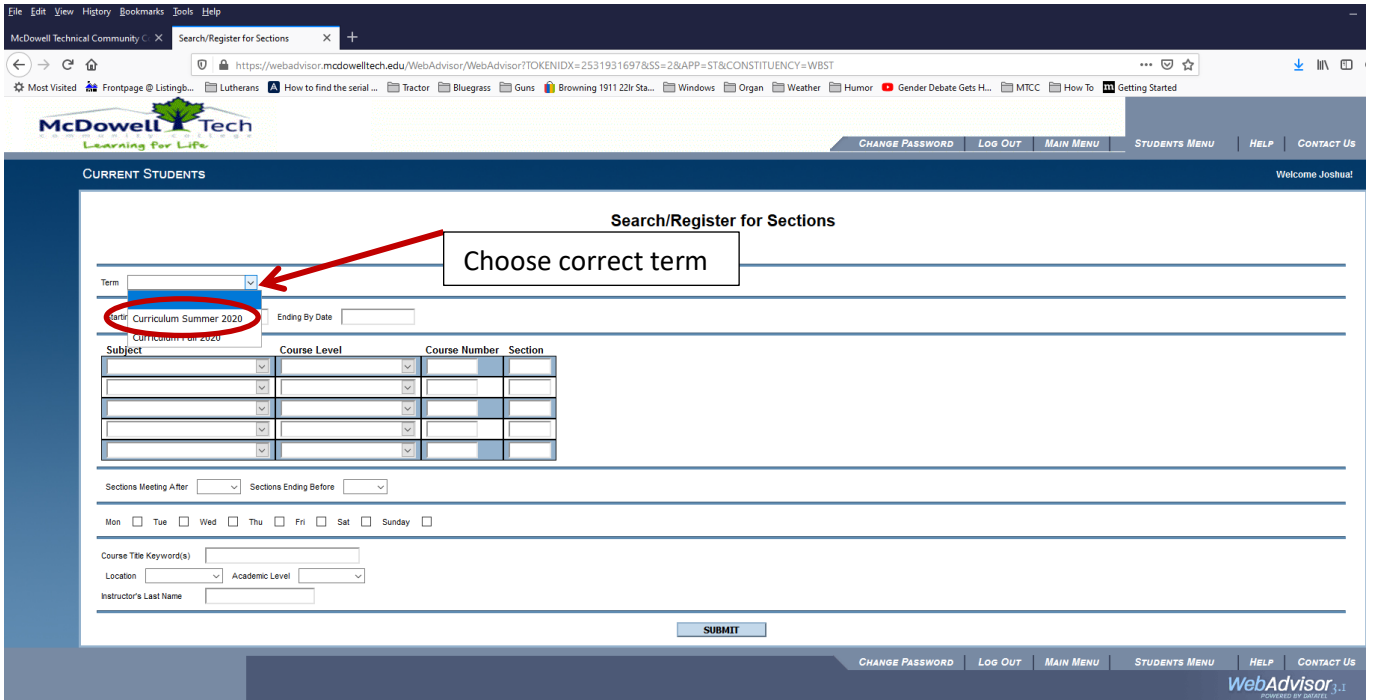 File Edit View History Bookmarks Tools Help
McDowell Technical Community C Search/Register for Sections
https://webadvisor.mcdowelltech.edu/WebAdvisor/WebAdvisor?TOKENIDX=2531931697&SS=2&APP=ST&CONSTITUENCY=WBST
Most Visited Frontpage @ Listingb... Lutherans How to find the serial ... Tractor Bluegrass Guns Browning 1911 22lr Sta... Windows Organ Weather Humor Gender Debate Gets H... MTCC How To Getting Started
McDowell Tech
community college
Learning for Life
CHANGE PASSWORD LOG OUT MAIN MENU STUDENTS MENU HELP CONTACT US
CURRENT STUDENTS Welcome Joshua!
Search/Register for Sections
Choose correct term
Term
Startin Curriculum Summer 2020 Ending By Date
Curriculum Fall 2020
Subject Course Level Course Number Section
Sections Meeting After Sections Ending Before
Mon Tue Wed Thu Fri Sat Sunday
Course Title Keyword(s)
Location Academic Level
Instructor's Last Name
SUBMIT
CHANGE PASSWORD LOG OUT MAIN MENU STUDENTS MENU HELP CONTACT US
WebAdvisor 3.1
POWERED BY DATATEL